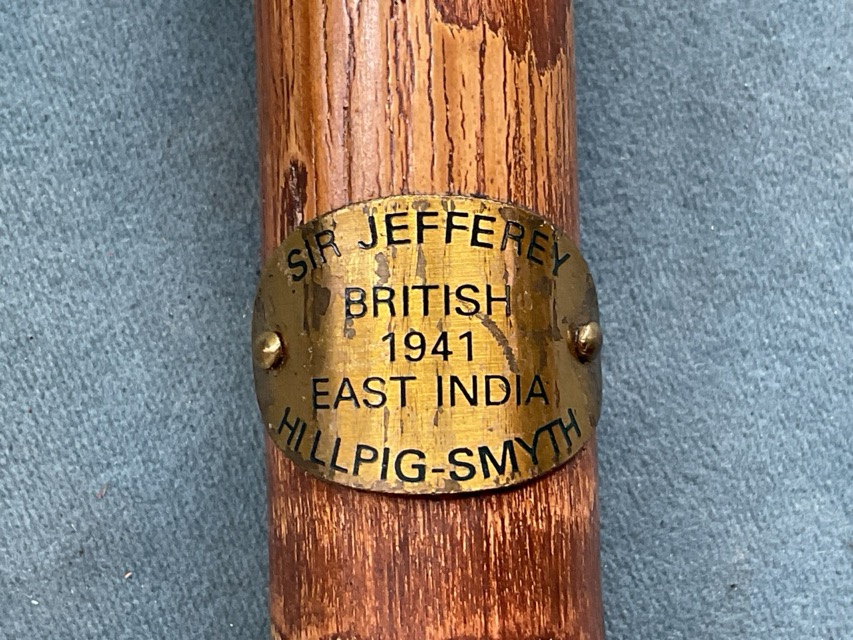 SIR JEFFEREY
BRITISH
1941
EAST INDIA
HILLPIG-SMYTH